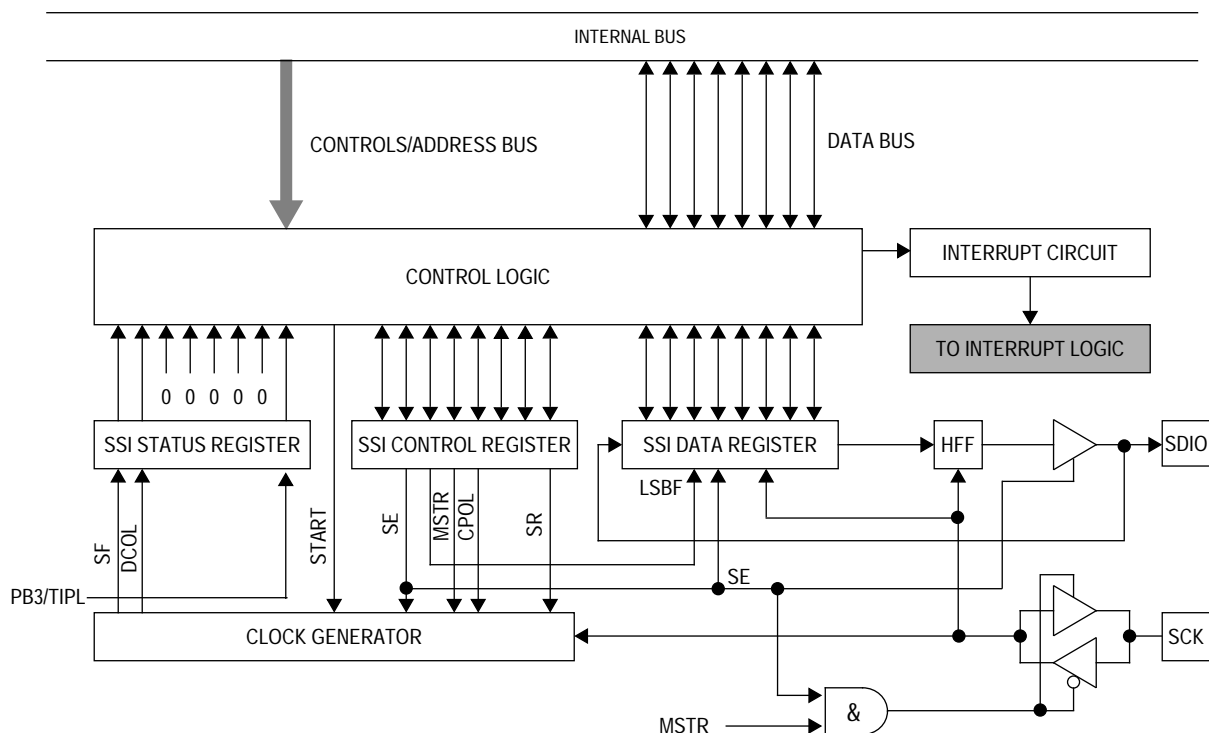 INTERNAL BUS
CONTROLS/ADDRESS BUS
DATA BUS
CONTROL LOGIC
INTERRUPT CIRCUIT
TO INTERRUPT LOGIC
0 0 0 0 0
SSI STATUS REGISTER
SSI CONTROL REGISTER
SSI DATA REGISTER
HFF
SDIO
LSBF
SF
DCOL
START
SE
MSTR
CPOL
SR
SE
PB3/TIPL
CLOCK GENERATOR
SCK
&
MSTR